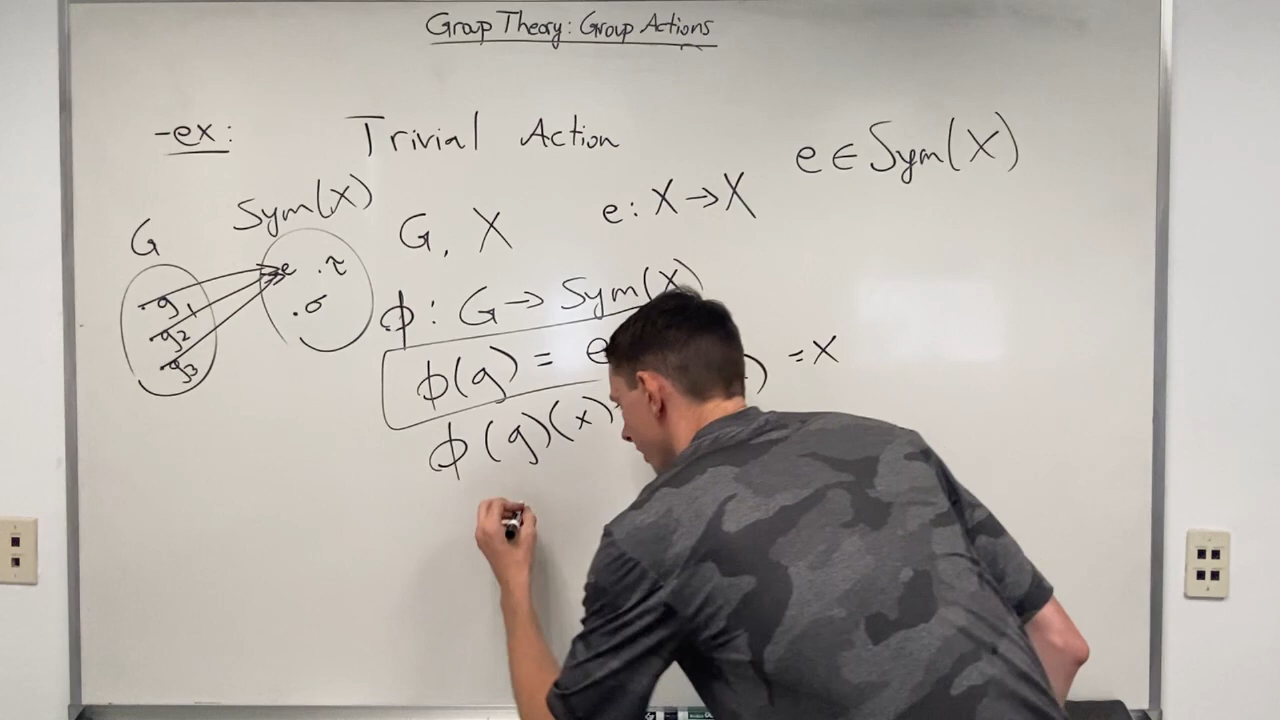 Group Theory: Group Actions
-ex: Trivial Action
e ∈ Sym(X)
Sym(X)
G
G, X
e: X → X
e .τ
.σ
.g1
.g2
.g3
ϕ: G → Sym(X)
ϕ(g) = e
ϕ(g)(x) ) = x